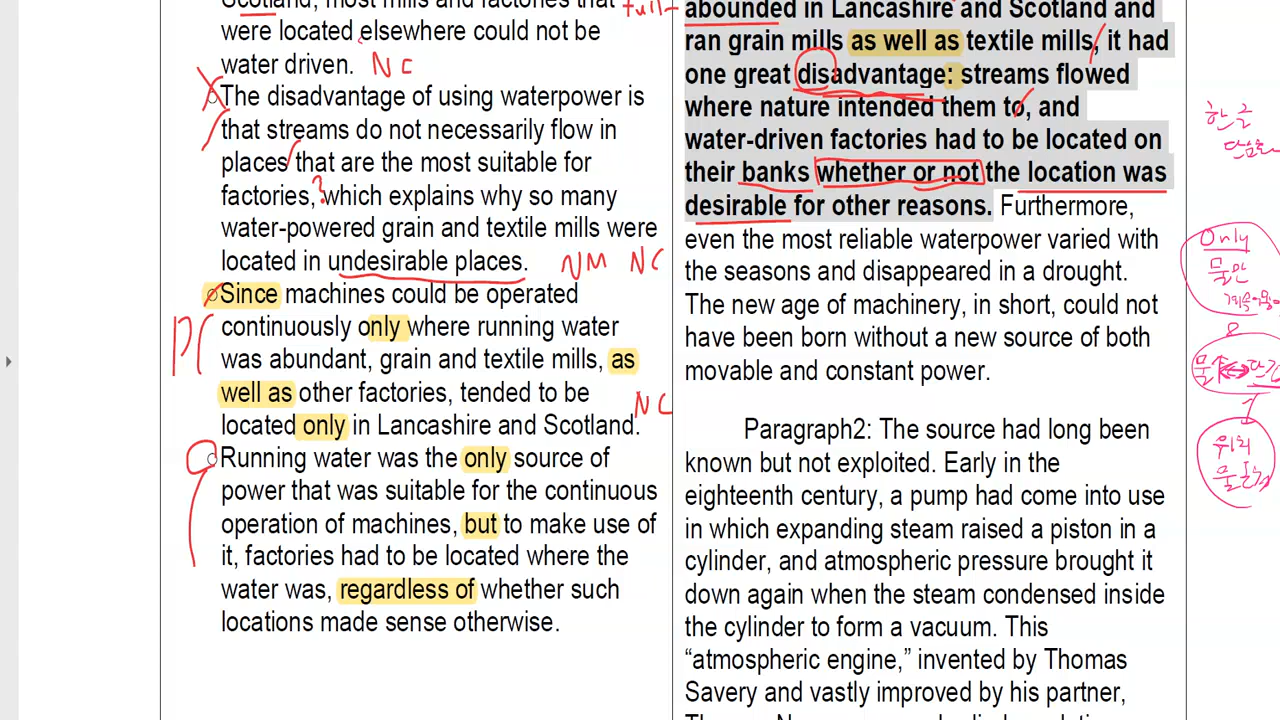 Scotland, most mills and factories that
were located elsewhere could not be
water driven. NC
The disadvantage of using waterpower is
that streams do not necessarily flow in
places that are the most suitable for
factories, ? which explains why so many
water-powered grain and textile mills were
located in undesirable places. NM NC
Since machines could be operated
continuously only where running water
was abundant, grain and textile mills, as
well as other factories, tended to be
located only in Lancashire and Scotland. NC
Running water was the only source of
power that was suitable for the continuous
operation of machines, but to make use of
it, factories had to be located where the
water was, regardless of whether such
locations made sense otherwise.
abounded in Lancashire and Scotland and
ran grain mills as well as textile mills, it had
one great disadvantage: streams flowed
where nature intended them to, and
water-driven factories had to be located on
their banks whether or not the location was
desirable for other reasons. Furthermore,
even the most reliable waterpower varied with
the seasons and disappeared in a drought.
The new age of machinery, in short, could not
have been born without a new source of both
movable and constant power.
Paragraph2: The source had long been
known but not exploited. Early in the
eighteenth century, a pump had come into use
in which expanding steam raised a piston in a
cylinder, and atmospheric pressure brought it
down again when the steam condensed inside
the cylinder to form a vacuum. This
“atmospheric engine,” invented by Thomas
Savery and vastly improved by his partner,
한글
Only
물만